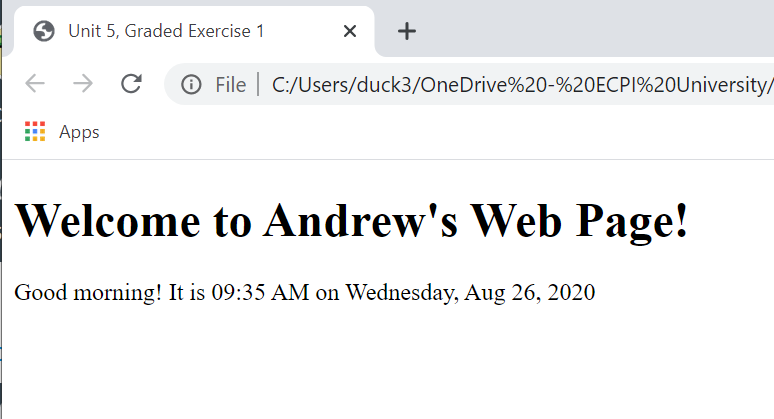 Unit 5, Graded Exercise 1
File | C:/Users/duck3/OneDrive%20-%20ECPI%20University/
Apps
Welcome to Andrew's Web Page!
Good morning! It is 09:35 AM on Wednesday, Aug 26, 2020